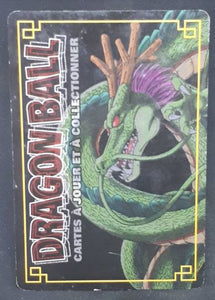 DRAGON BALL
CARTES À JOUER ET À COLLECTIONNER